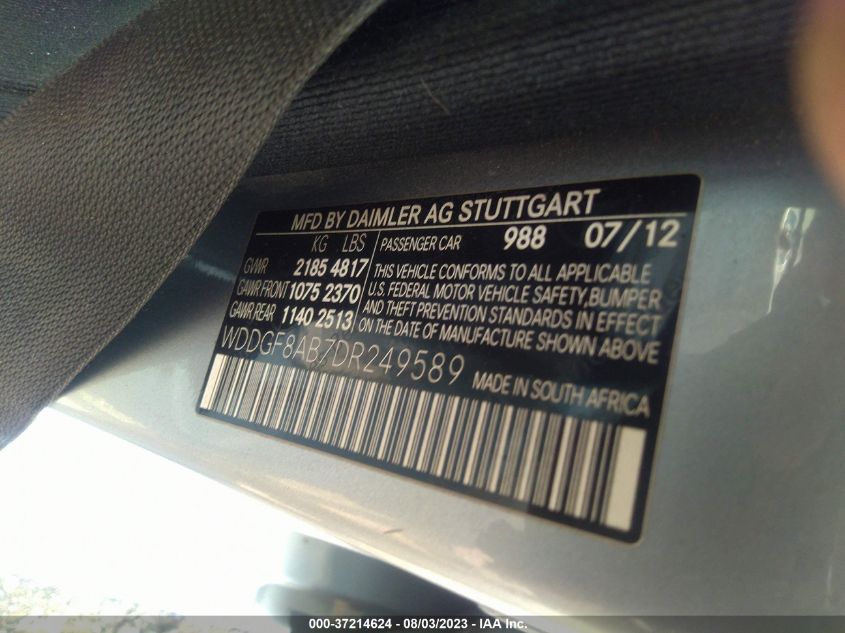 MFD BY DAIMLER AG STUTTGART
KG LBS
GVWR 2185 4817
GAWR FRONT 1075 2370
GAWR REAR 1140 2513
PASSENGER CAR 988 07/12
THIS VEHICLE CONFORMS TO ALL APPLICABLE
U.S. FEDERAL MOTOR VEHICLE SAFETY,BUMPER
AND THEFT PREVENTION STANDARDS IN EFFECT
ON THE DATE OF MANUFACTURE SHOWN ABOVE
WDDGF8AB7DR249589 MADE IN SOUTH AFRICA
000-37214624 - 08/03/2023 - IAA Inc.